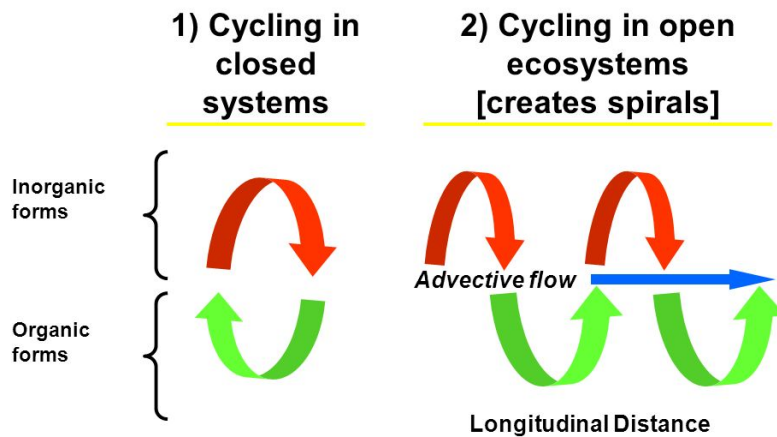 1) Cycling in
closed
systems
2) Cycling in open
ecosystems
[creates spirals]
Inorganic
forms
Advective flow
Organic
forms
Longitudinal Distance